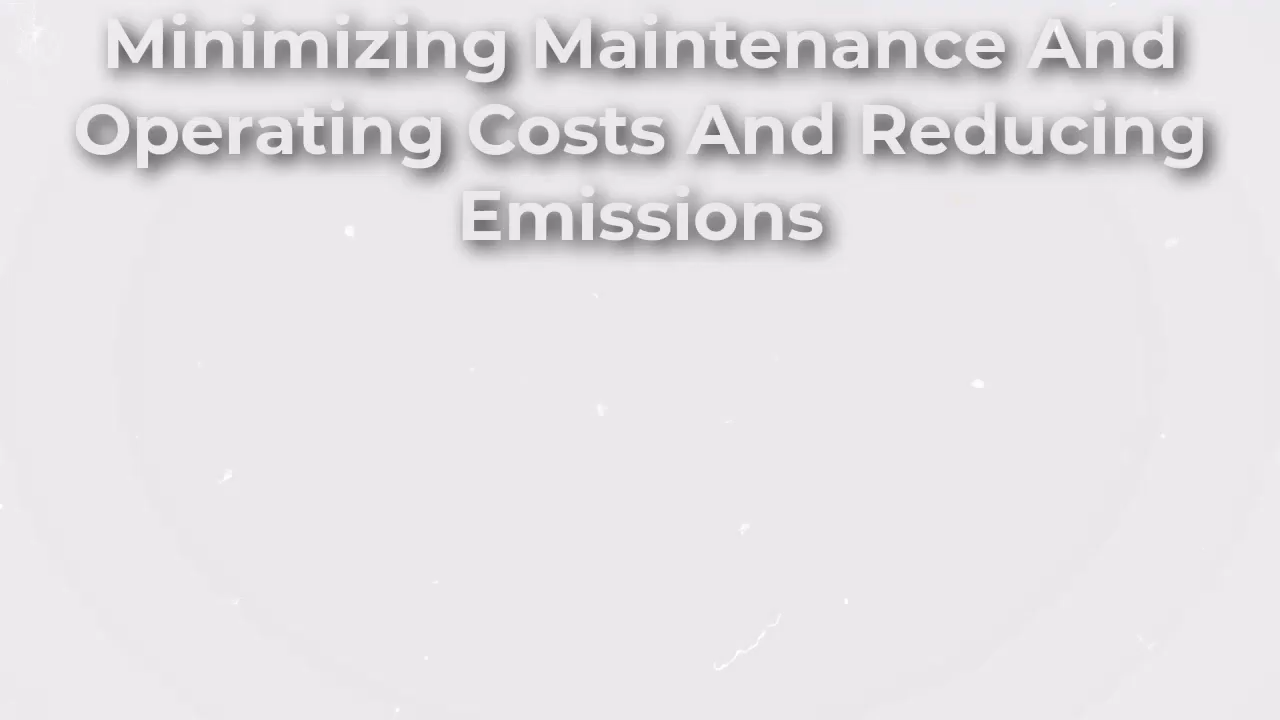 Minimizing Maintenance And
Operating Costs And Reducing
Emissions